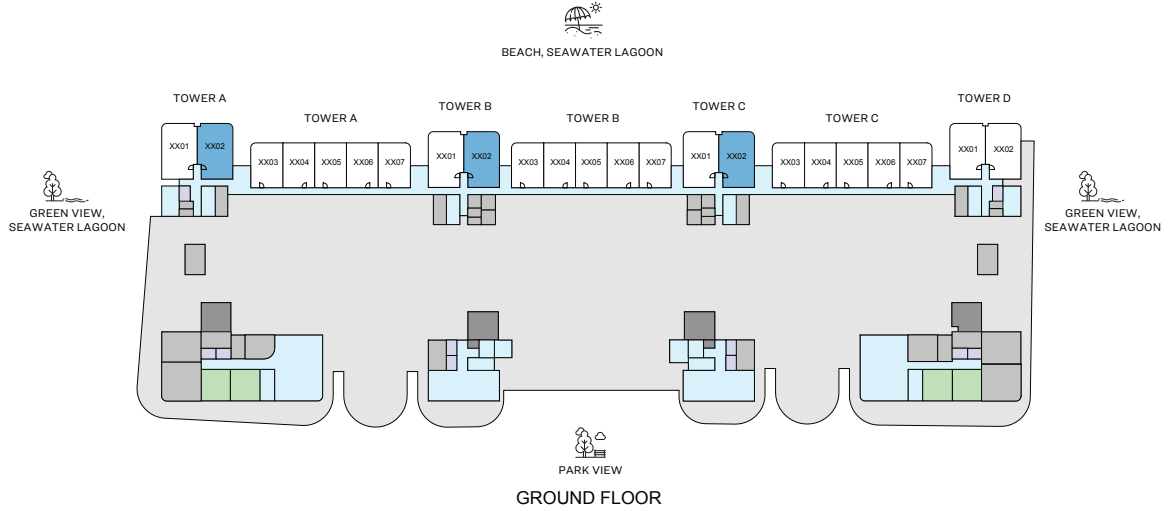 BEACH, SEAWATER LAGOON
TOWER A
TOWER A
TOWER B
TOWER B
TOWER C
TOWER C
TOWER D
XX01 XX02
XX03 XX04 XX05 XX06 XX07
XX01 XX02
XX03 XX04 XX05 XX06 XX07
XX01 XX02
XX03 XX04 XX05 XX06 XX07
XX01 XX02
GREEN VIEW,
SEAWATER LAGOON
GREEN VIEW,
SEAWATER LAGOON
PARK VIEW
GROUND FLOOR